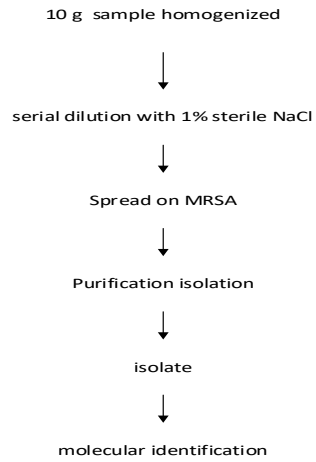 10 g sample homogenized
serial dilution with 1% sterile NaCl
Spread on MRSA
Purification isolation
isolate
molecular identification